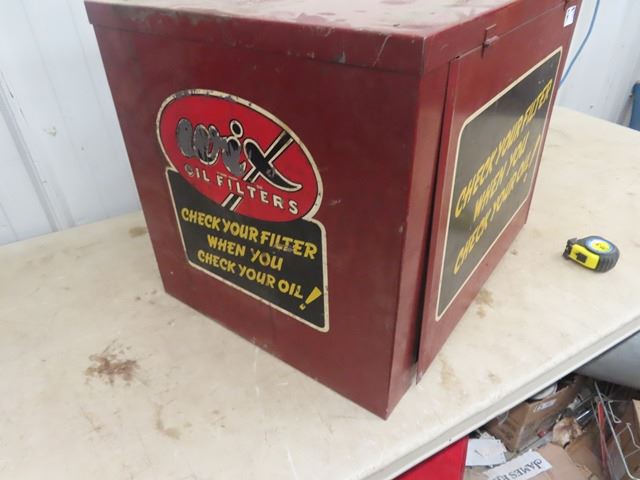 wix
OIL FILTERS
CHECK YOUR FILTER
WHEN YOU
CHECK YOUR OIL!
CHECK YOUR FILTER
WHEN YOU
CHECK YOUR OIL
JAMES